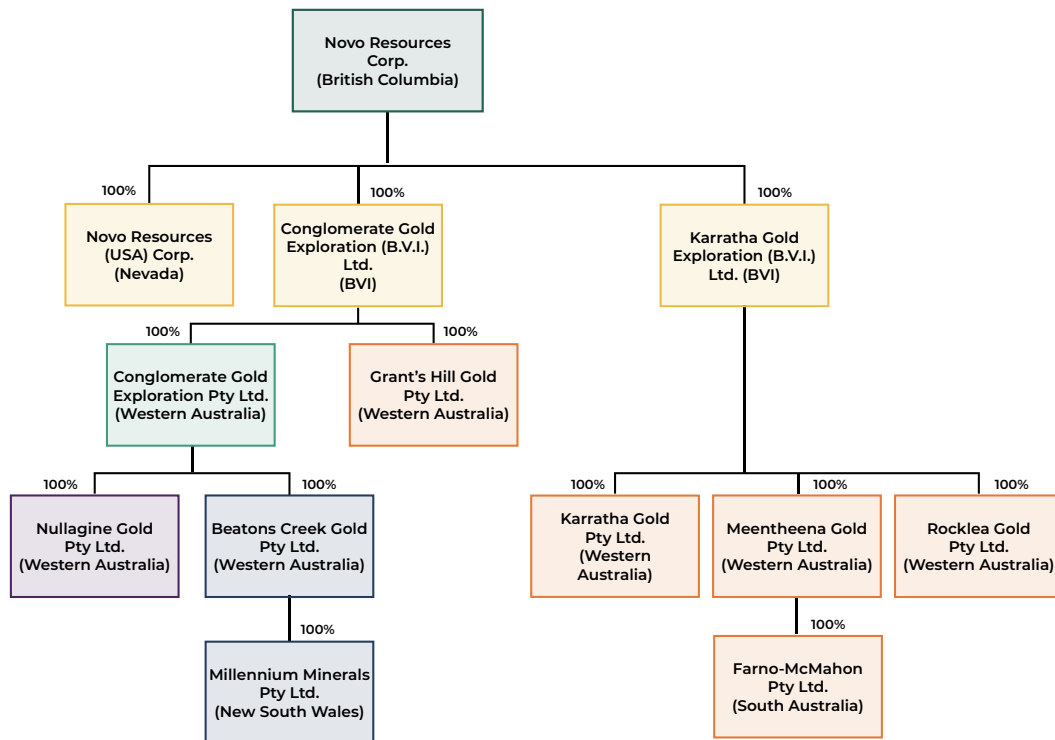 Novo Resources
Corp.
(British Columbia)
100%
100%
100%
Novo Resources
(USA) Corp.
(Nevada)
Conglomerate Gold
Exploration (B.V.I.)
Ltd.
(BVI)
Karratha Gold
Exploration (B.V.I.)
Ltd. (BVI)
100%
100%
Conglomerate Gold
Exploration Pty Ltd.
(Western Australia)
Grant's Hill Gold
Pty Ltd.
(Western Australia)
100%
100%
100%
100%
100%
Nullagine Gold
Pty Ltd.
(Western Australia)
Beatons Creek Gold
Pty Ltd.
(Western Australia)
Karratha Gold
Pty Ltd.
(Western
Australia)
Meentheena Gold
Pty Ltd.
(Western Australia)
Rocklea Gold
Pty Ltd.
(Western Australia)
100%
100%
Millennium Minerals
Pty Ltd.
(New South Wales)
Farno-McMahon
Pty Ltd.
(South Australia)